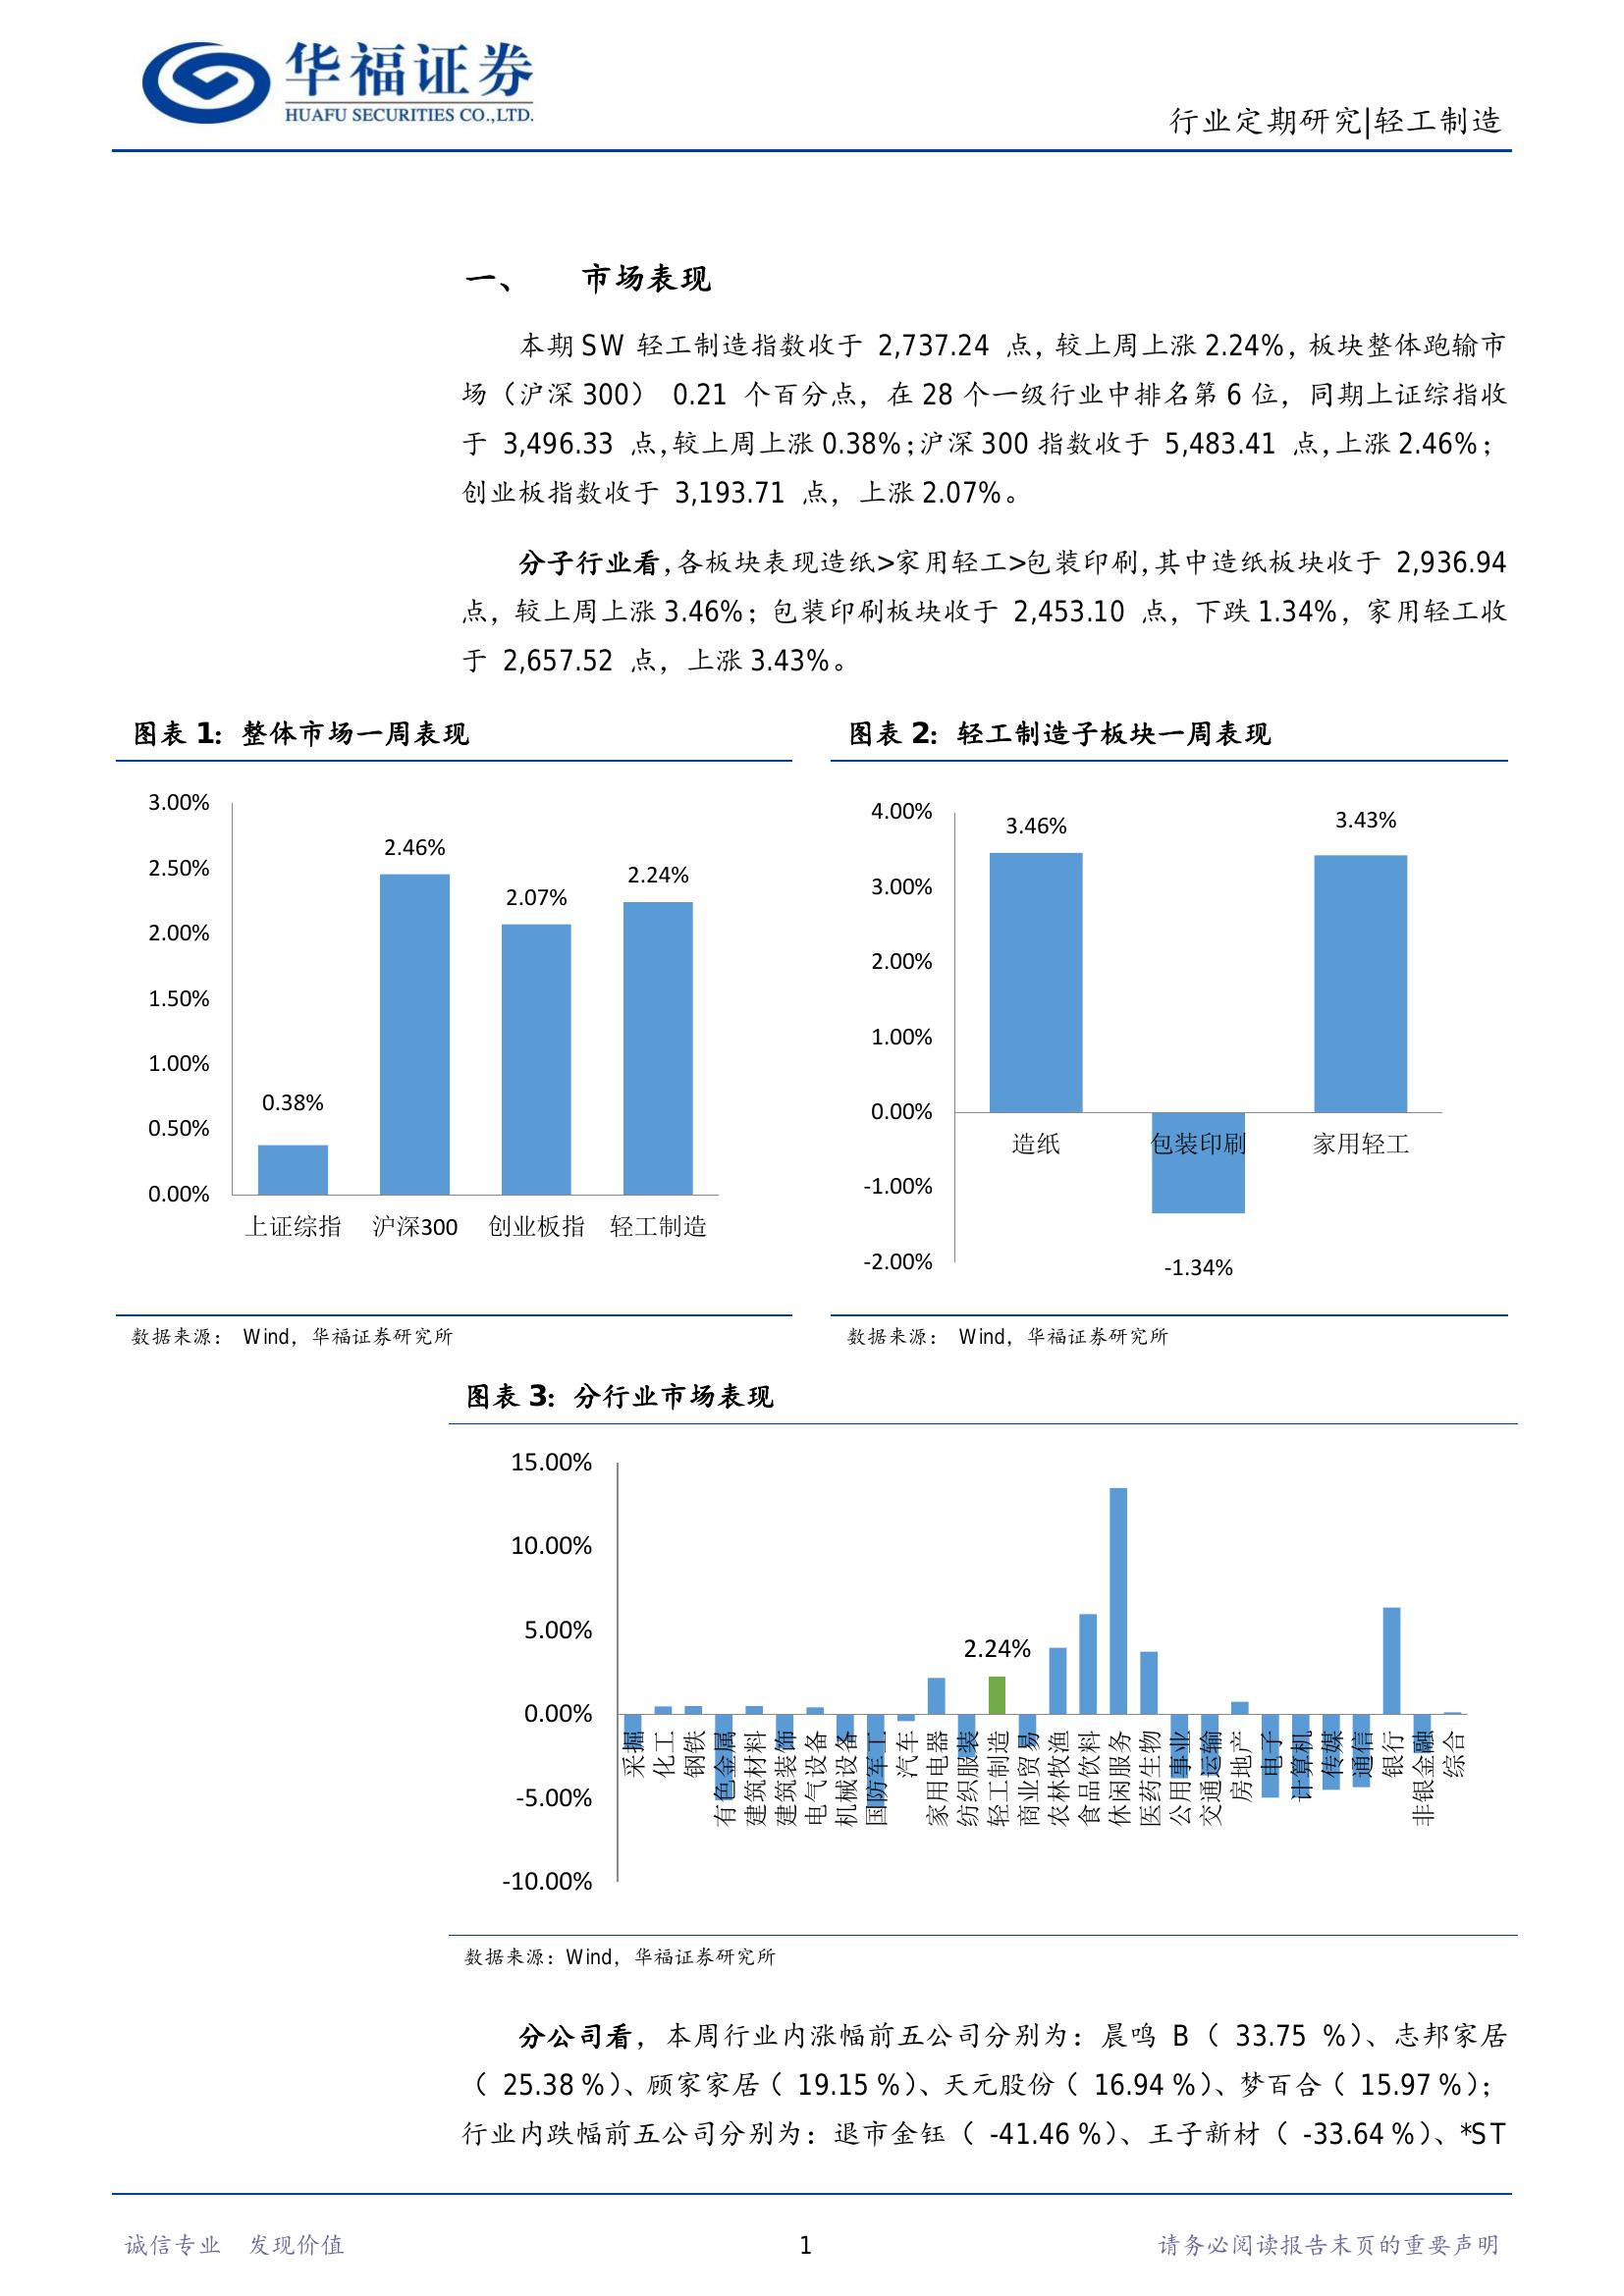 华福证券
HUAFU SECURITIES CO.,LTD.
行业定期研究|轻工制造
一、 市场表现
本期 SW 轻工制造指数收于 2,737.24 点，较上周上涨 2.24%，板块整体跑输市
场（沪深 300） 0.21 个百分点，在 28 个一级行业中排名第 6 位，同期上证综指收
于 3,496.33 点，较上周上涨 0.38%；沪深 300 指数收于 5,483.41 点，上涨 2.46%；
创业板指数收于 3,193.71 点，上涨 2.07%。
分子行业看，各板块表现造纸>家用轻工>包装印刷，其中造纸板块收于 2,936.94
点，较上周上涨 3.46%；包装印刷板块收于 2,453.10 点，下跌 1.34%，家用轻工收
于 2,657.52 点，上涨 3.43%。
图表 1：整体市场一周表现
3.00%
2.50%
2.00%
1.50%
1.00%
0.50%
0.00%
0.38%
2.46%
2.07%
2.24%
上证综指 沪深300 创业板指 轻工制造
数据来源： Wind，华福证券研究所
图表 2：轻工制造子板块一周表现
4.00%
3.00%
2.00%
1.00%
0.00%
-1.00%
-2.00%
3.46%
-1.34%
3.43%
造纸 包装印刷 家用轻工
数据来源： Wind，华福证券研究所
图表 3：分行业市场表现
15.00%
10.00%
5.00%
0.00%
-5.00%
-10.00%
2.24%
采掘
化工
钢铁
有色金属
建筑材料
建筑装饰
电气设备
机械设备
国防军工
汽车
家用电器
纺织服装
轻工制造
商业贸易
农林牧渔
食品饮料
休闲服务
医药生物
公用事业
交通运输
房地产
电子
计算机
传媒
通信
银行
非银金融
综合
数据来源：Wind，华福证券研究所
分公司看，本周行业内涨幅前五公司分别为：晨鸣 B（ 33.75 %）、志邦家居
（ 25.38 %）、顾家家居（ 19.15 %）、天元股份（ 16.94 %）、梦百合（ 15.97 %）；
行业内跌幅前五公司分别为：退市金钰（ -41.46 %）、王子新材（ -33.64 %）、*ST
诚信专业 发现价值
1
请务必阅读报告末页的重要声明